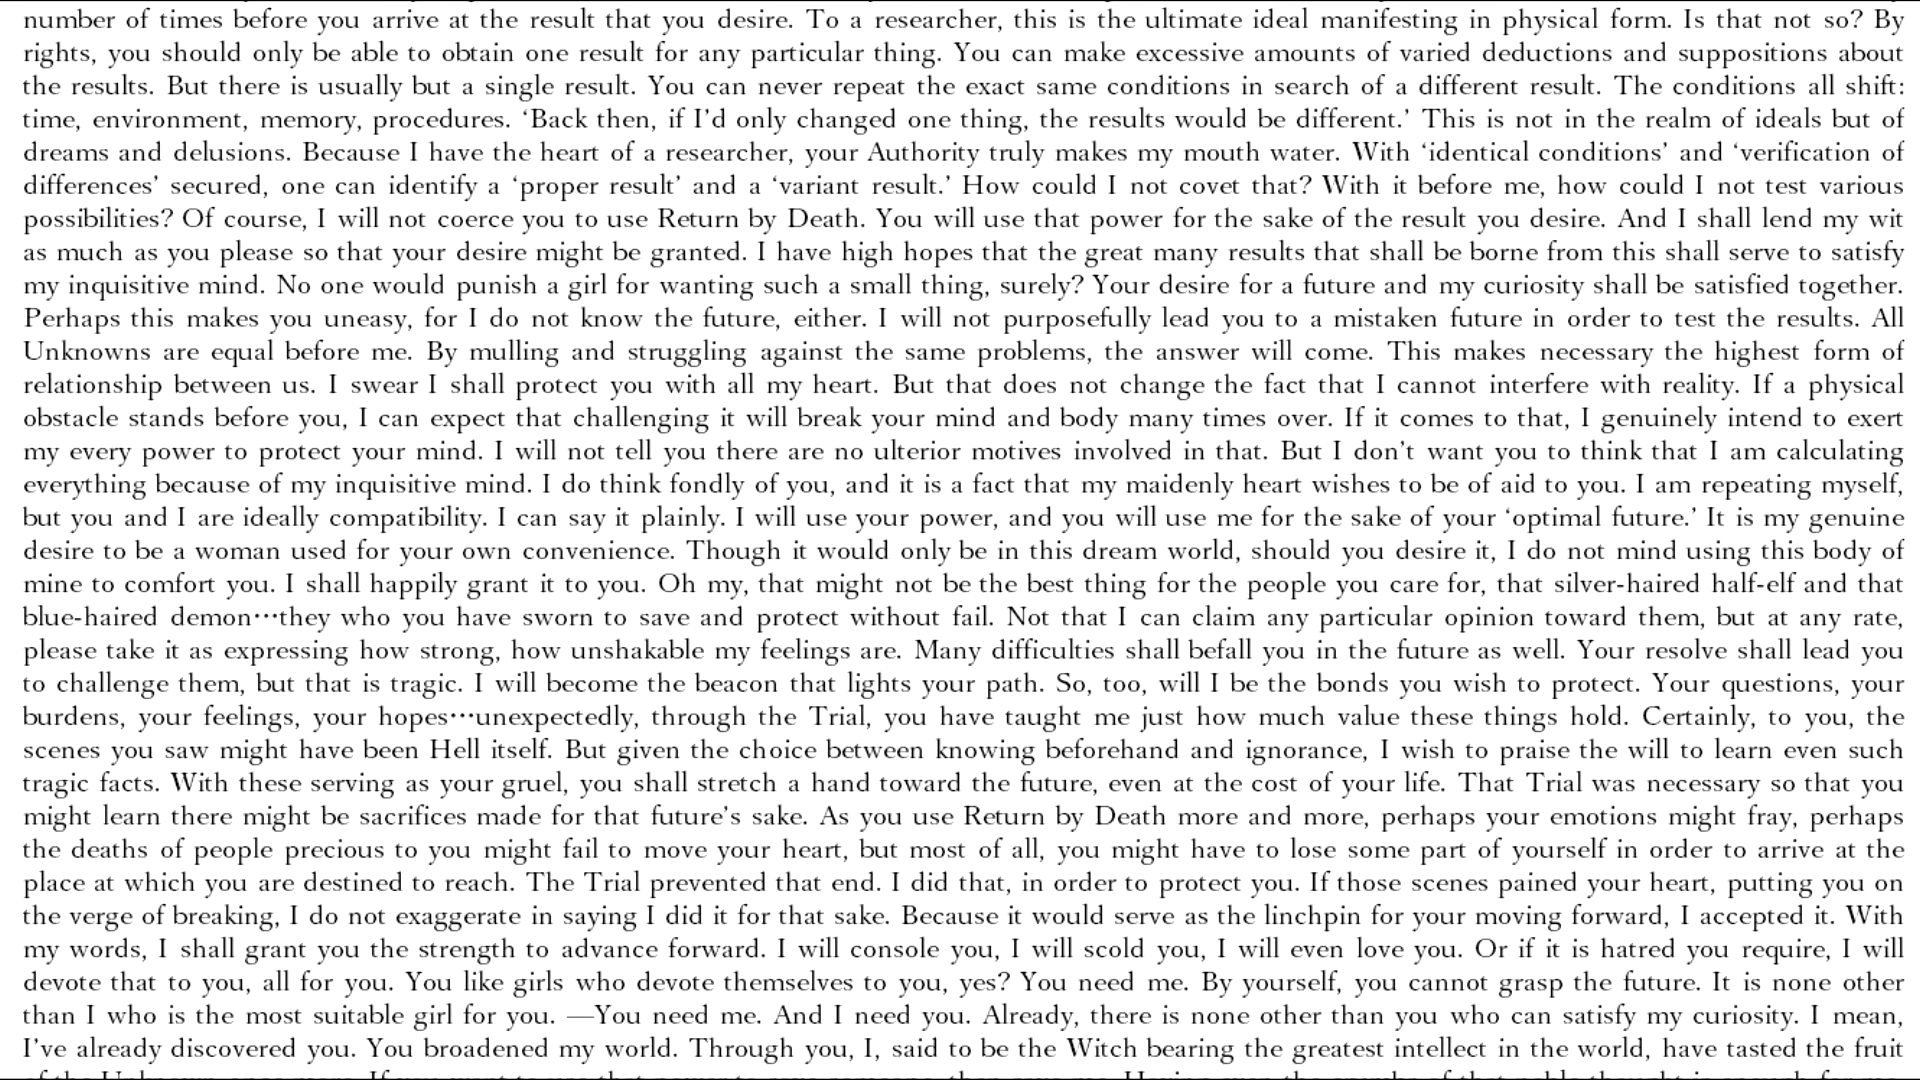 number of times before you arrive at the result that you desire. To a researcher, this is the ultimate ideal manifesting in physical form. Is that not so? By
rights, you should only be able to obtain one result for any particular thing. You can make excessive amounts of varied deductions and suppositions about
the results. But there is usually but a single result. You can never repeat the exact same conditions in search of a different result. The conditions all shift:
time, environment, memory, procedures. ‘Back then, if I’d only changed one thing, the results would be different.’ This is not in the realm of ideals but of
dreams and delusions. Because I have the heart of a researcher, your Authority truly makes my mouth water. With ‘identical conditions’ and ‘verification of
differences’ secured, one can identify a ‘proper result’ and a ‘variant result.’ How could I not covet that? With it before me, how could I not test various
possibilities? Of course, I will not coerce you to use Return by Death. You will use that power for the sake of the result you desire. And I shall lend my wit
as much as you please so that your desire might be granted. I have high hopes that the great many results that shall be borne from this shall serve to satisfy
my inquisitive mind. No one would punish a girl for wanting such a small thing, surely? Your desire for a future and my curiosity shall be satisfied together.
Perhaps this makes you uneasy, for I do not know the future, either. I will not purposefully lead you to a mistaken future in order to test the results. All
Unknowns are equal before me. By mulling and struggling against the same problems, the answer will come. This makes necessary the highest form of
relationship between us. I swear I shall protect you with all my heart. But that does not change the fact that I cannot interfere with reality. If a physical
obstacle stands before you, I can expect that challenging it will break your mind and body many times over. If it comes to that, I genuinely intend to exert
my every power to protect your mind. I will not tell you there are no ulterior motives involved in that. But I don’t want you to think that I am calculating
everything because of my inquisitive mind. I do think fondly of you, and it is a fact that my maidenly heart wishes to be of aid to you. I am repeating myself,
but you and I are ideally compatibility. I can say it plainly. I will use your power, and you will use me for the sake of your ‘optimal future.’ It is my genuine
desire to be a woman used for your own convenience. Though it would only be in this dream world, should you desire it, I do not mind using this body of
mine to comfort you. I shall happily grant it to you. Oh my, that might not be the best thing for the people you care for, that silver-haired half-elf and that
blue-haired demon···they who you have sworn to save and protect without fail. Not that I can claim any particular opinion toward them, but at any rate,
please take it as expressing how strong, how unshakable my feelings are. Many difficulties shall befall you in the future as well. Your resolve shall lead you
to challenge them, but that is tragic. I will become the beacon that lights your path. So, too, will I be the bonds you wish to protect. Your questions, your
burdens, your feelings, your hopes···unexpectedly, through the Trial, you have taught me just how much value these things hold. Certainly, to you, the
scenes you saw might have been Hell itself. But given the choice between knowing beforehand and ignorance, I wish to praise the will to learn even such
tragic facts. With these serving as your gruel, you shall stretch a hand toward the future, even at the cost of your life. That Trial was necessary so that you
might learn there might be sacrifices made for that future’s sake. As you use Return by Death more and more, perhaps your emotions might fray, perhaps
the deaths of people precious to you might fail to move your heart, but most of all, you might have to lose some part of yourself in order to arrive at the
place at which you are destined to reach. The Trial prevented that end. I did that, in order to protect you. If those scenes pained your heart, putting you on
the verge of breaking, I do not exaggerate in saying I did it for that sake. Because it would serve as the linchpin for your moving forward, I accepted it. With
my words, I shall grant you the strength to advance forward. I will console you, I will scold you, I will even love you. Or if it is hatred you require, I will
devote that to you, all for you. You like girls who devote themselves to you, yes? You need me. By yourself, you cannot grasp the future. It is none other
than I who is the most suitable girl for you. —You need me. And I need you. Already, there is none other than you who can satisfy my curiosity. I mean,
I’ve already discovered you. You broadened my world. Through you, I, said to be the Witch bearing the greatest intellect in the world, have tasted the fruit